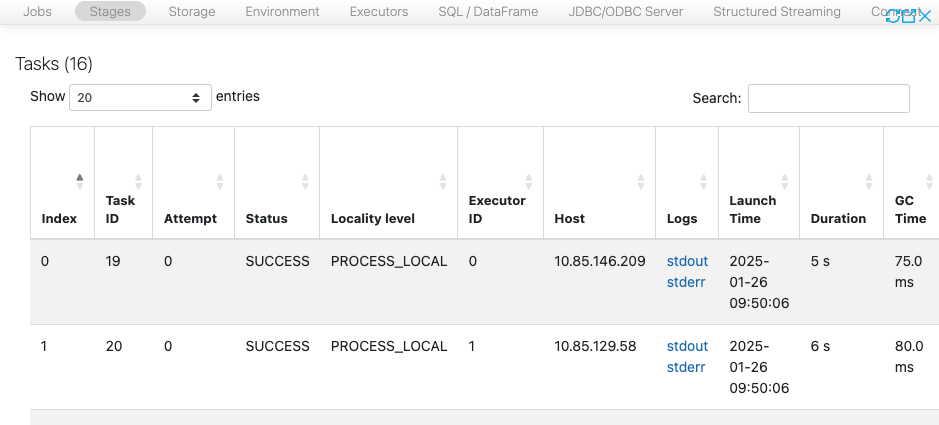 Jobs Stages Storage Environment Executors SQL / DataFrame JDBC/ODBC Server Structured Streaming Connect
Tasks (16)
Show 20 entries Search:
Index Task ID Attempt Status Locality level Executor ID Host Logs Launch Time Duration GC Time
0 19 0 SUCCESS PROCESS_LOCAL 0 10.85.146.209 stdout 2025- 5 s 75.0
stderr 01-26 ms
09:50:06
1 20 0 SUCCESS PROCESS_LOCAL 1 10.85.129.58 stdout 2025- 6 s 80.0
stderr 01-26 ms
09:50:06